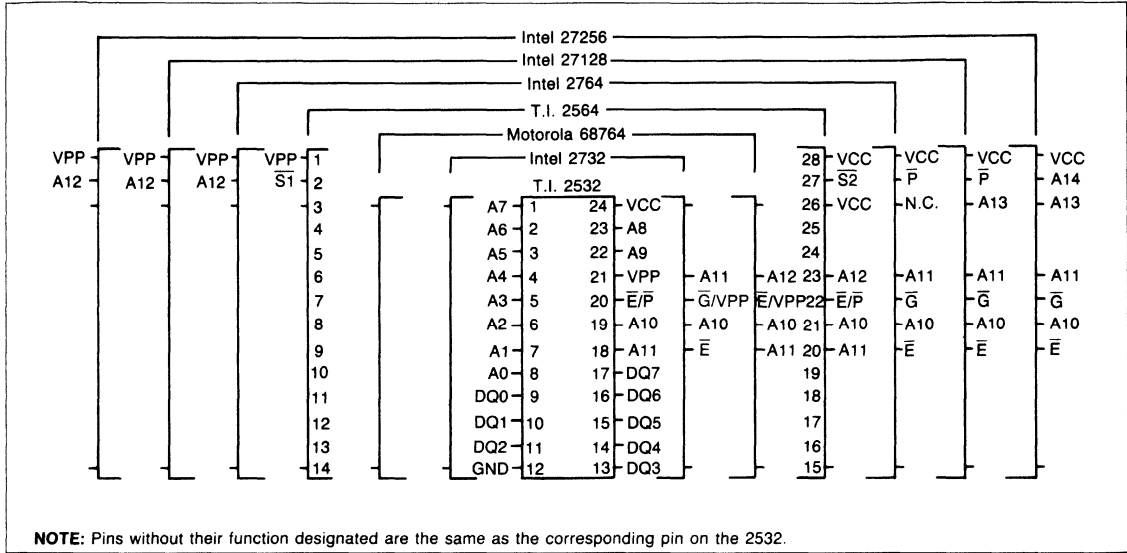 Intel 27256
Intel 27128
Intel 2764
T.I. 2564
Motorola 68764
Intel 2732
T.I. 2532
VPP VPP VPP VPP 1 28 VCC VCC VCC VCC
A12 A12 A12 S̅1̅ 2 27 S̅2̅ P̅ P̅ A14
3 A7 1 24 VCC 26 VCC N.C. A13 A13
4 A6 2 23 A8 25
5 A5 3 22 A9 24
6 A4 4 21 VPP A11 A12 23 A12 A11 A11 A11
7 A3 5 20 E̅/P̅ G̅/VPP E̅/VPP 22 E̅/P̅ G̅ G̅ G̅
8 A2 6 19 A10 A10 A10 21 A10 A10 A10 A10
9 A1 7 18 A11 E̅ A11 20 A11 E̅ E̅ E̅
10 A0 8 17 DQ7 19
11 DQ0 9 16 DQ6 18
12 DQ1 10 15 DQ5 17
13 DQ2 11 14 DQ4 16
14 GND 12 13 DQ3 15
NOTE: Pins without their function designated are the same as the corresponding pin on the 2532.